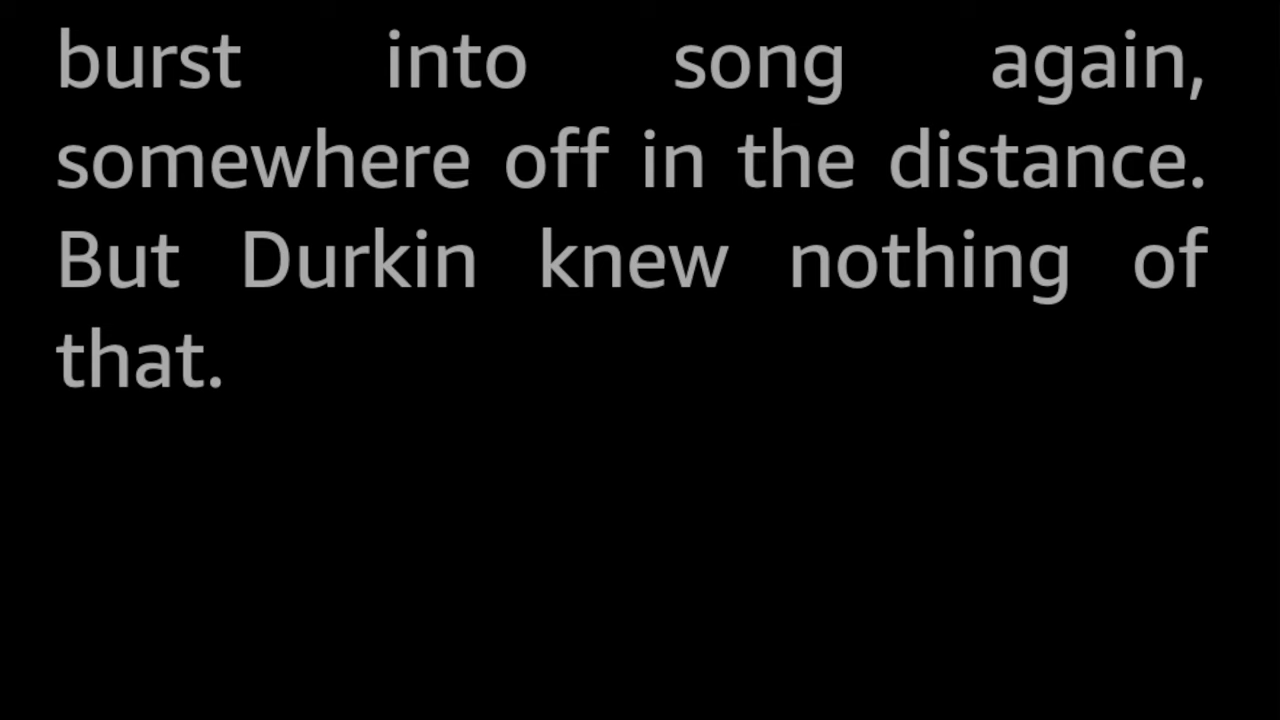 burst into song again,
somewhere off in the distance.
But Durkin knew nothing of
that.